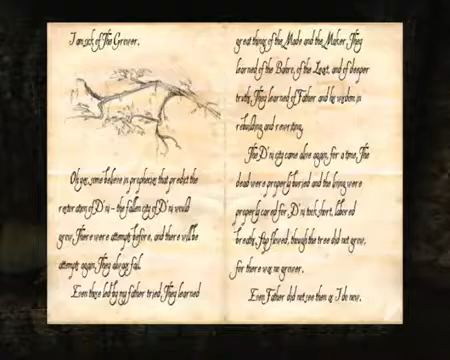 I am sick of The Grower.
Oh yes, some believe in prophecies that predict the
restoration of D'ni - the fallen city of D'ni would
grow. There were attempts before, and there will be
attempts again. They always fail.
Even those led by my father tried. They learned
great things of the Made and the Maker. They
learned of the Bahro, of the Least, and of deeper
truths. They learned of Father and his wisdom in
rebuilding and rewriting.
The D'ni city came alive again, for a time. The
dead were properly buried and the living were
properly cared for. D'ni took short, labored
breaths. Sap flowed, though the tree did not grow,
for there was no grower.
Even Father did not see then as I do now,